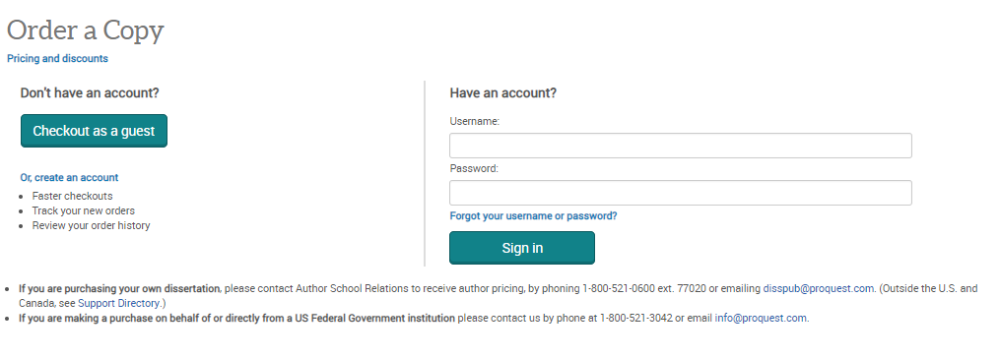 Order a Copy
Pricing and discounts
Don't have an account?
Checkout as a guest
Or, create an account
Faster checkouts
Track your new orders
Review your order history
Have an account?
Username:
Password:
Forgot your username or password?
Sign in
If you are purchasing your own dissertation, please contact Author School Relations to receive author pricing, by phoning 1-800-521-0600 ext. 77020 or emailing disspub@proquest.com. (Outside the U.S. and
Canada, see Support Directory.)
If you are making a purchase on behalf of or directly from a US Federal Government institution please contact us by phone at 1-800-521-3042 or email info@proquest.com.